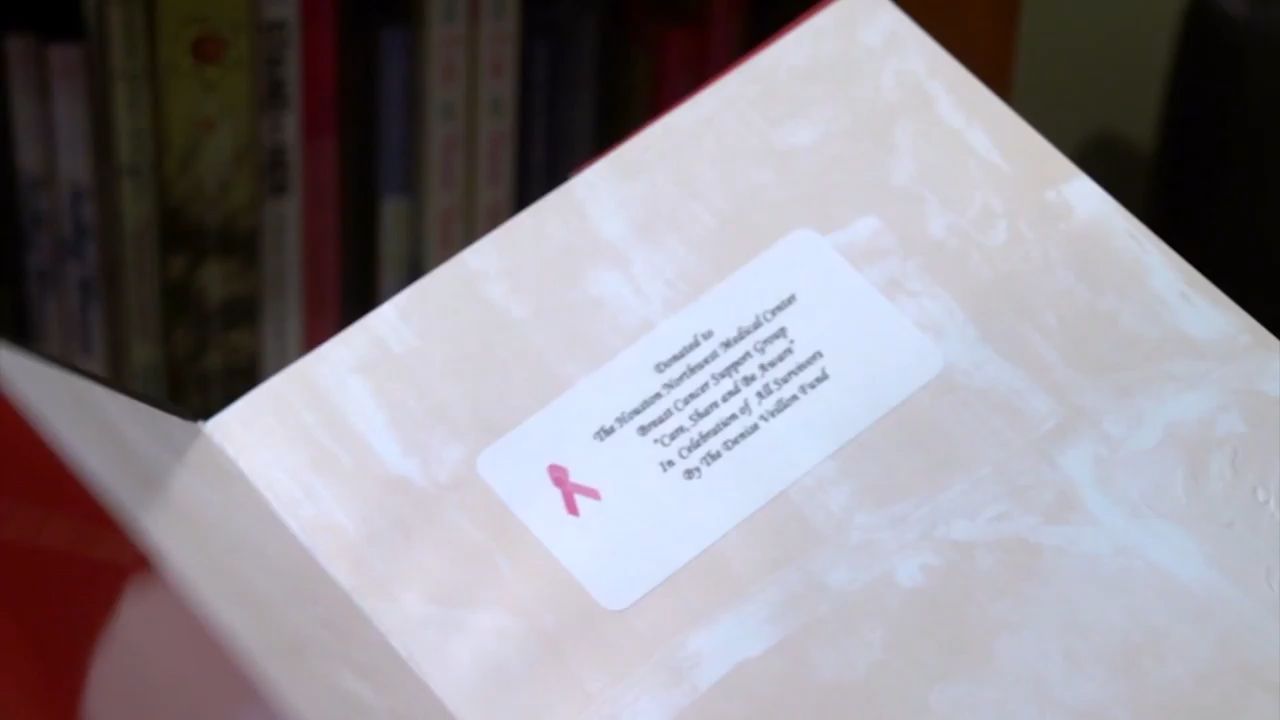 Donated to
The Houston Northwest Medical Center
Breast Cancer Support Group
"Care, Share and Be Aware"
In Celebration of All Survivors
By The Denise Veillon Fund